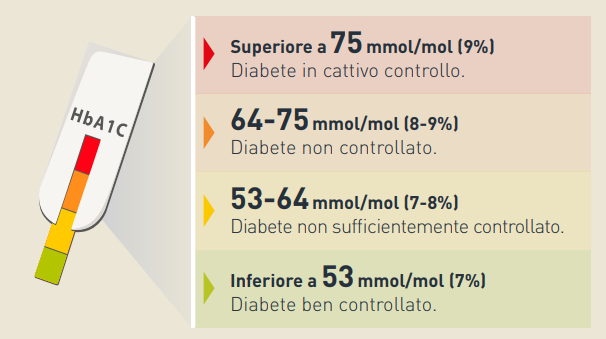 HbA1C
Superiore a 75 mmol/mol (9%)
Diabete in cattivo controllo.
64-75 mmol/mol (8-9%)
Diabete non controllato.
53-64 mmol/mol (7-8%)
Diabete non sufficientemente controllato.
Inferiore a 53 mmol/mol (7%)
Diabete ben controllato.